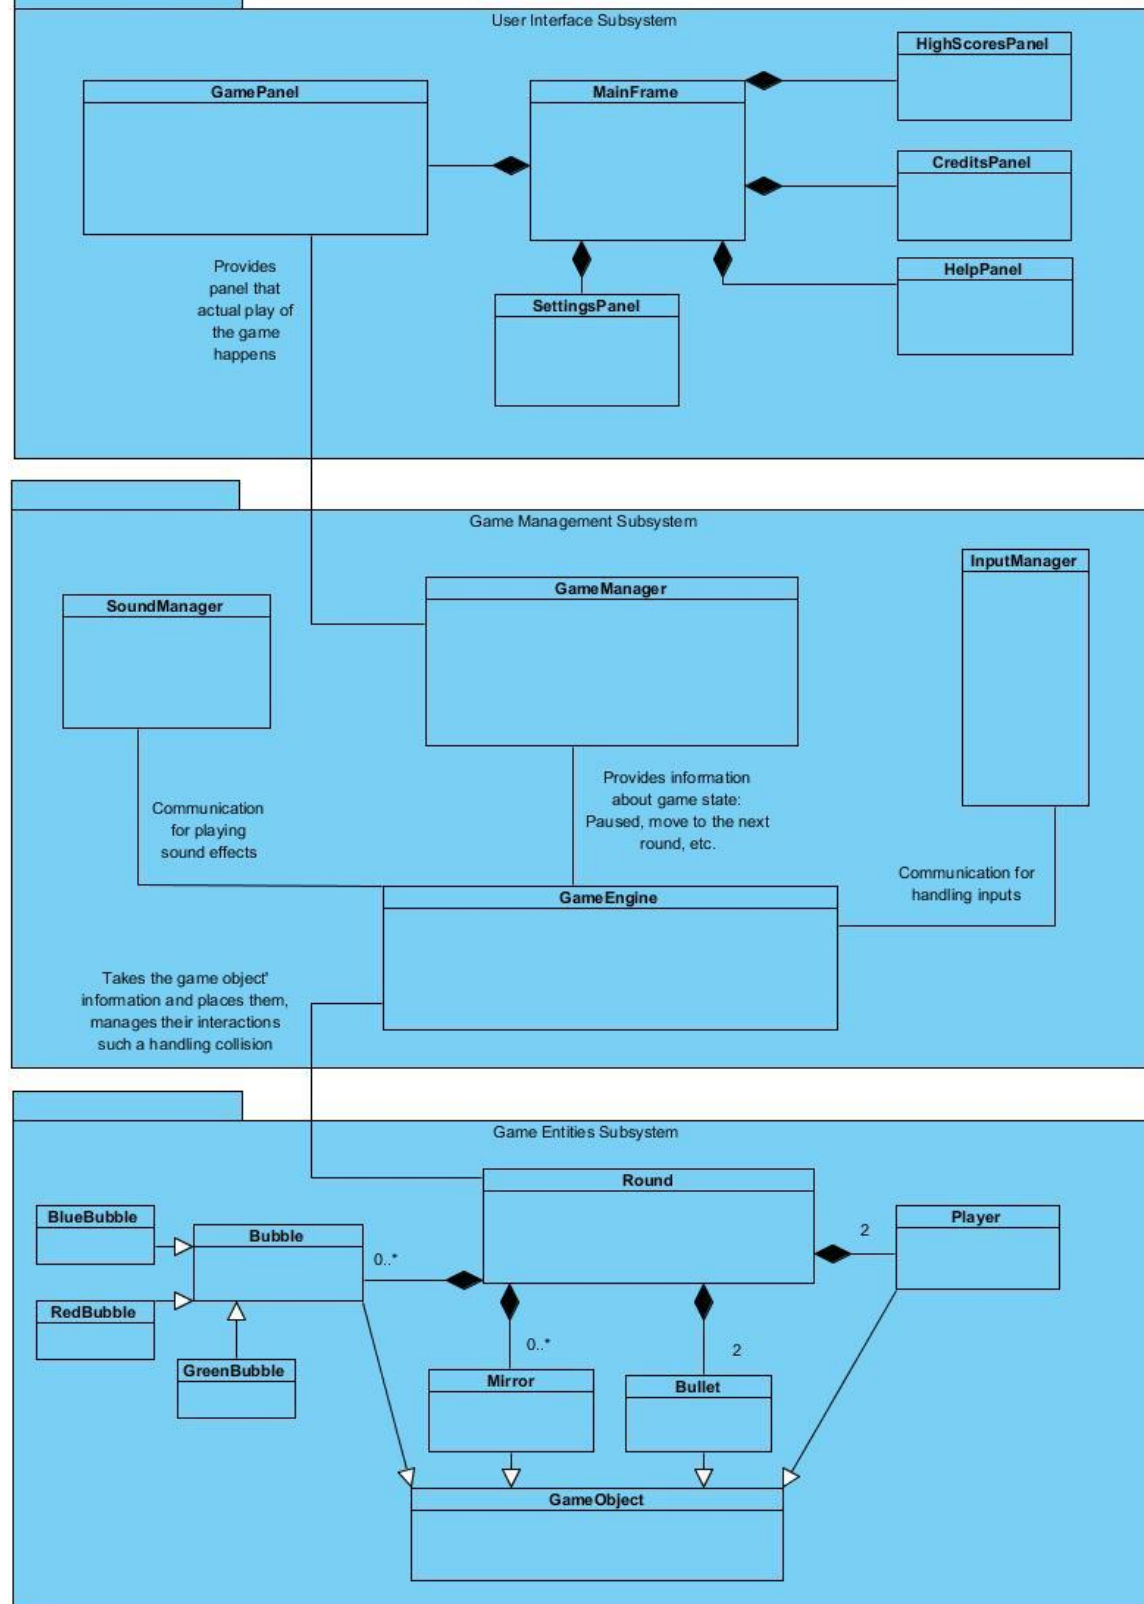 User Interface Subsystem
HighScoresPanel
GamePanel
MainFrame
CreditsPanel
HelpPanel
Provides
panel that
actual play of
the game
happens
SettingsPanel
Game Management Subsystem
InputManager
GameManager
SoundManager
Provides information
about game state:
Paused, move to the next
round, etc.
Communication
for playing
sound effects
Communication for
handling inputs
GameEngine
Takes the game object'
information and places them,
manages their interactions
such a handling collision
Game Entities Subsystem
Round
BlueBubble
Player
Bubble
2
0..*
RedBubble
0..*
2
GreenBubble
Mirror
Bullet
GameObject